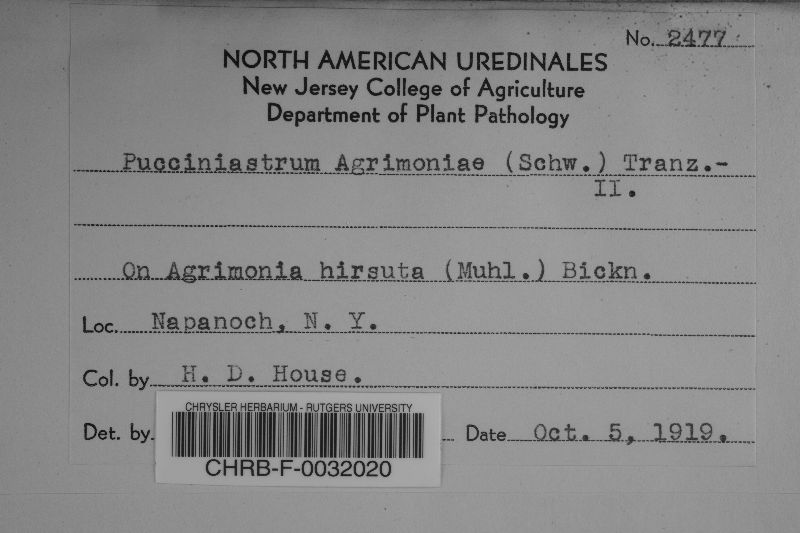 No. 2477
NORTH AMERICAN UREDINALES
New Jersey College of Agriculture
Department of Plant Pathology
Pucciniastrum Agrimoniae (Schw.) Tranz.-
II.
On Agrimonia hirsuta (Muhl.) Bickn.
Loc. Napanoch, N. Y.
Col. by H. D. House.
Det. by Date Oct. 5, 1919.
CHRYSLER HERBARIUM - RUTGERS UNIVERSITY
CHRB-F-0032020